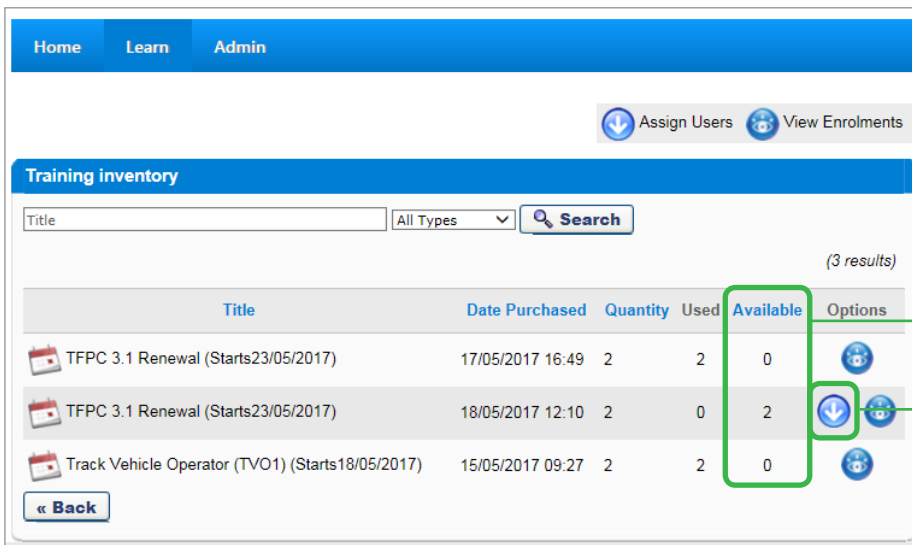 Home Learn Admin
Assign Users View Enrolments
Training inventory
Title All Types Search
(3 results)
Title Date Purchased Quantity Used Available Options
TFPC 3.1 Renewal (Starts23/05/2017) 17/05/2017 16:49 2 2 0
TFPC 3.1 Renewal (Starts23/05/2017) 18/05/2017 12:10 2 0 2
Track Vehicle Operator (TVO1) (Starts18/05/2017) 15/05/2017 09:27 2 2 0
« Back